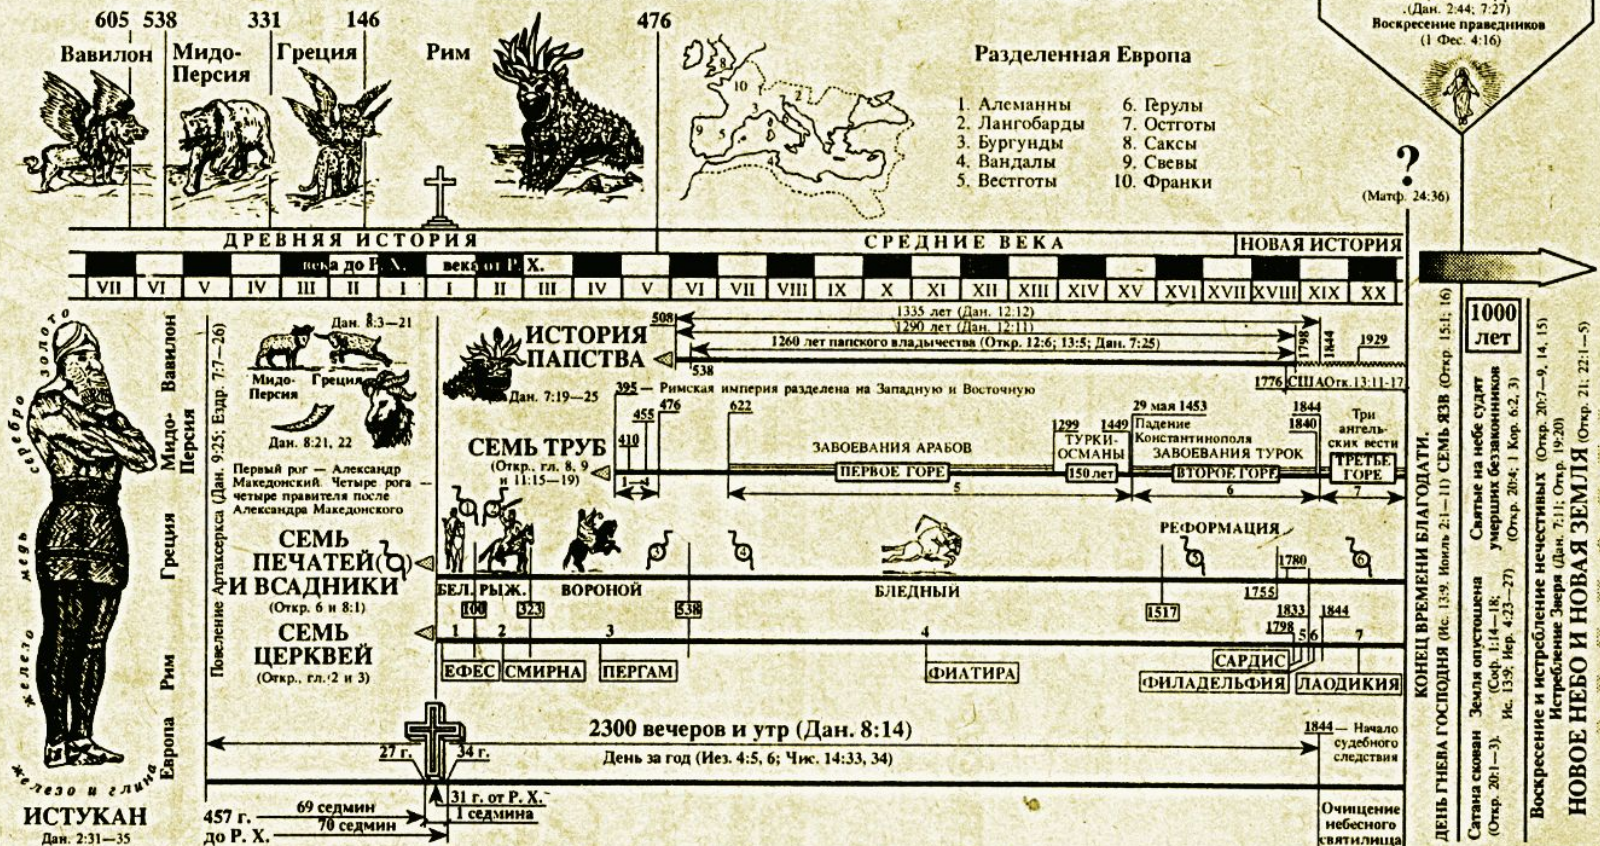 605 538 331 146 476
Вавилон
Мидо-
Персия
Греция
Рим
Разделенная Европа
1. Алеманны
2. Лангобарды
3. Бургунды
4. Вандалы
5. Вестготы
6. Герулы
7. Остготы
8. Саксы
9. Свевы
10. Франки
(Дан. 2:44; 7:27)
Воскресение праведников
(1 Фес. 4:16)
?
(Матф. 24:36)
ДРЕВНЯЯ ИСТОРИЯ
СРЕДНИЕ ВЕКА
НОВАЯ ИСТОРИЯ
века до Р. Х.
века от Р. Х.
VII VI V IV III II I I II III IV V VI VII VIII IX X XI XII XIII XIV XV XVI XVII XVIII XIX XX
золото
серебро
медь
железо
железо и глина
Вавилон
Мидо-
Персия
Греция
Рим
Европа
ИСТУКАН
Дан. 2:31—35
Повеление Артаксеркса (Дан. 9:25; Ездр. 7:7—26)
Дан. 8:3—21
Мидо-
Персия
Греция
Дан. 8:21, 22
Первый рог — Александр
Македонский. Четыре рога —
четыре правителя после
Александра Македонского
ИСТОРИЯ
ПАПСТВА
Дан. 7:19—25
508
1335 лет (Дан. 12:12)
1290 лет (Дан. 12:11)
1260 лет папского владычества (Откр. 12:6; 13:5; Дан. 7:25)
538
1798
1844
1929
1776 США Отк. 13:11-17
395 — Римская империя разделена на Западную и Восточную
СЕМЬ ТРУБ
(Откр. гл. 8, 9
и 11:15—19)
410
455
476
622
1299
1449
29 мая 1453
Падение
Константинополя
1844
1840
ЗАВОЕВАНИЯ АРАБОВ
ПЕРВОЕ ГОРЕ
ТУРКИ-
ОСМАНЫ
150 лет
ЗАВОЕВАНИЯ ТУРОК
ВТОРОЕ ГОРЕ
Три
ангель-
ских вести
ТРЕТЬЕ
ГОРЕ
1—4
5
6
7
СЕМЬ
ПЕЧАТЕЙ
И ВСАДНИКИ
(Откр. 6 и 8:1)
БЕЛ. РЫЖ.
ВОРОНОЙ
БЛЕДНЫЙ
РЕФОРМАЦИЯ
1780
1755
100
323
538
1517
1833
1844
1798
СЕМЬ
ЦЕРКВЕЙ
(Откр., гл. 2 и 3)
1 2 3 4 5 6 7
ЕФЕС
СМИРНА
ПЕРГАМ
ФИАТИРА
САРДИС
ФИЛАДЕЛЬФИЯ
ЛАОДИКИЯ
2300 вечеров и утр (Дан. 8:14)
27 г.
34 г.
День за год (Иез. 4:5, 6; Чис. 14:33, 34)
1844 — Начало
судебного
следствия
457 г.
до Р. Х.
69 седмин
70 седмин
31 г. от Р. Х.
1 седмина
Очищение
небесного
святилища
КОНЕЦ ВРЕМЕНИ БЛАГОДАТИ.
ДЕНЬ ГНЕВА ГОСПОДНЯ (Ис. 13:9. Иоиль 2:1—11) СЕМЬ ЯЗВ (Откр. 15:1; 16)
1000
лет
Сатана скован
(Откр. 20:1—3).
Земля опустошена
(Соф. 1:14—18;
Ис. 13:9; Иер. 4:23—27)
Святые на небе судят
умерших беззаконников
(Откр. 20:4; 1 Кор. 6:2, 3)
Воскресение и истребление нечестивых (Откр. 20:7—9, 14, 15)
Истребление Зверя (Дан. 7:11; Откр. 19:20)
НОВОЕ НЕБО И НОВАЯ ЗЕМЛЯ (Откр. 21; 22:1—5)